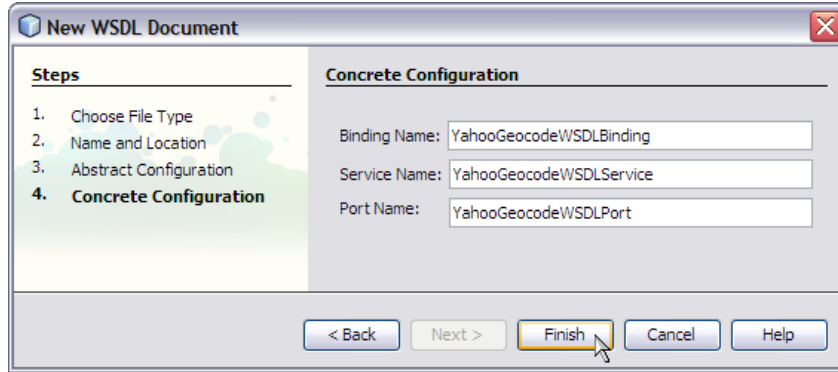 New WSDL Document
Steps
1. Choose File Type
2. Name and Location
3. Abstract Configuration
4. Concrete Configuration
Concrete Configuration
Binding Name: YahooGeocodeWSDLBinding
Service Name: YahooGeocodeWSDLService
Port Name: YahooGeocodeWSDLPort
< Back Next > Finish Cancel Help